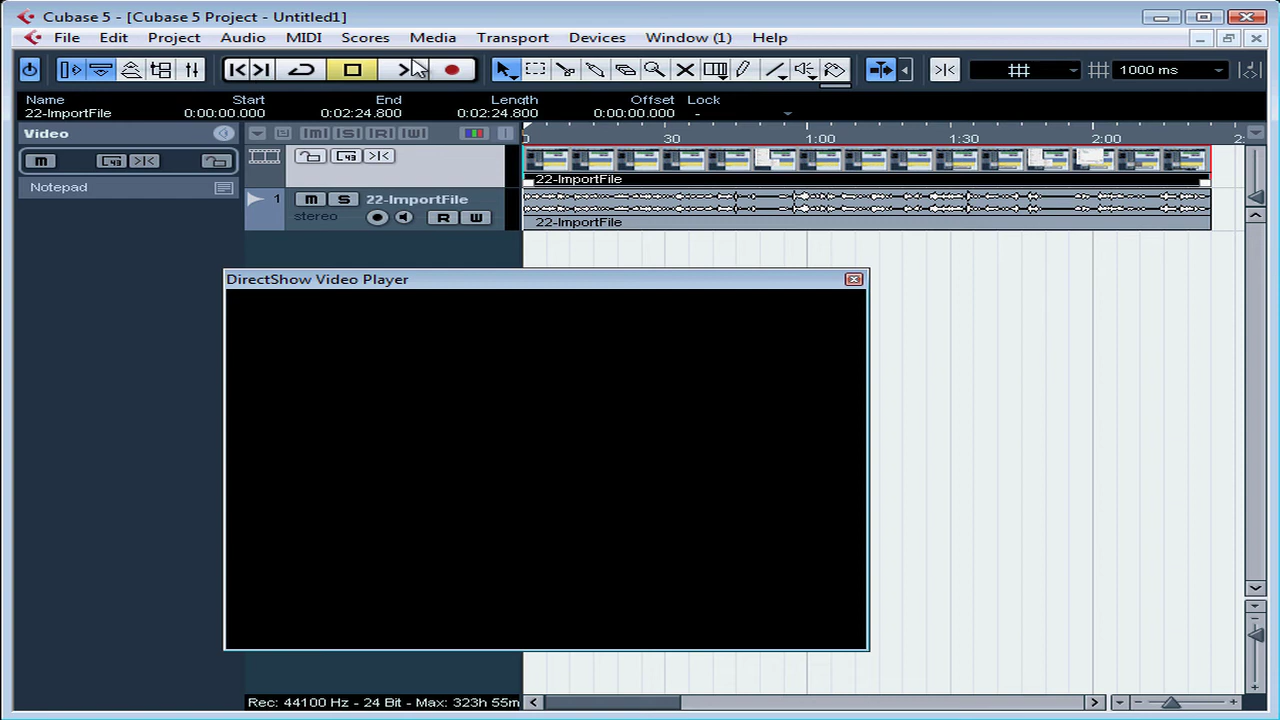 Cubase 5 - [Cubase 5 Project - Untitled1]
File Edit Project Audio MIDI Scores Media Transport Devices Window (1) Help
1000 ms
Name Start End Length Offset Lock
22-ImportFile 0:00:00.000 0:02:24.800 0:02:24.800 0:00:00.000 -
Video
m
Notepad
0 30 1:00 1:30 2:00 2:
22-ImportFile
1 m S 22-ImportFile
stereo R W
22-ImportFile
DirectShow Video Player
Rec: 44100 Hz - 24 Bit - Max: 323h 55m